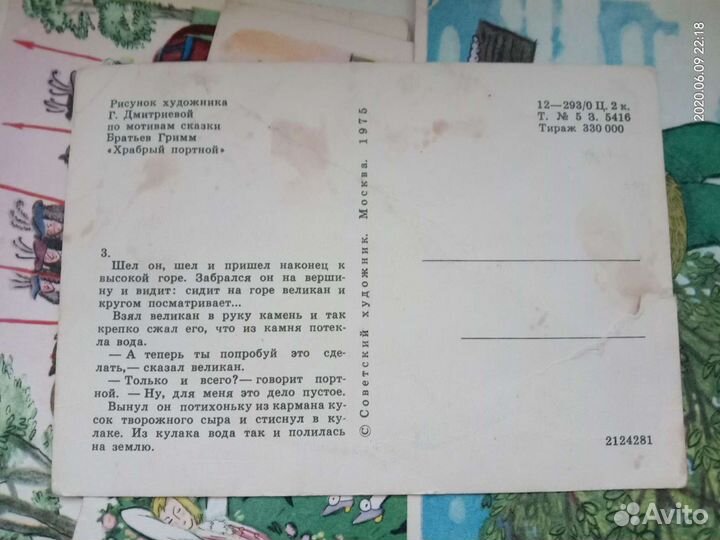 Рисунок художника
Г. Дмитриевой
по мотивам сказки
Братьев Гримм
«Храбрый портной»
3.
Шел он, шел и пришел наконец к
высокой горе. Забрался он на верши-
ну и видит: сидит на горе великан и
кругом посматривает...
Взял великан в руку камень и так
крепко сжал его, что из камня потек-
ла вода.
— А теперь ты попробуй это сде-
лать,— сказал великан.
— Только и всего?— говорит порт-
ной. — Ну, для меня это дело пустое.
Вынул он потихоньку из кармана ку-
сок творожного сыра и стиснул в ку-
лаке. Из кулака вода так и полилась
на землю.
© Советский художник. Москва. 1975
12—293/0 Ц. 2 к.
Т. № 5 З. 5416
Тираж 330 000
2124281
2020.06.09 22:18
Avito